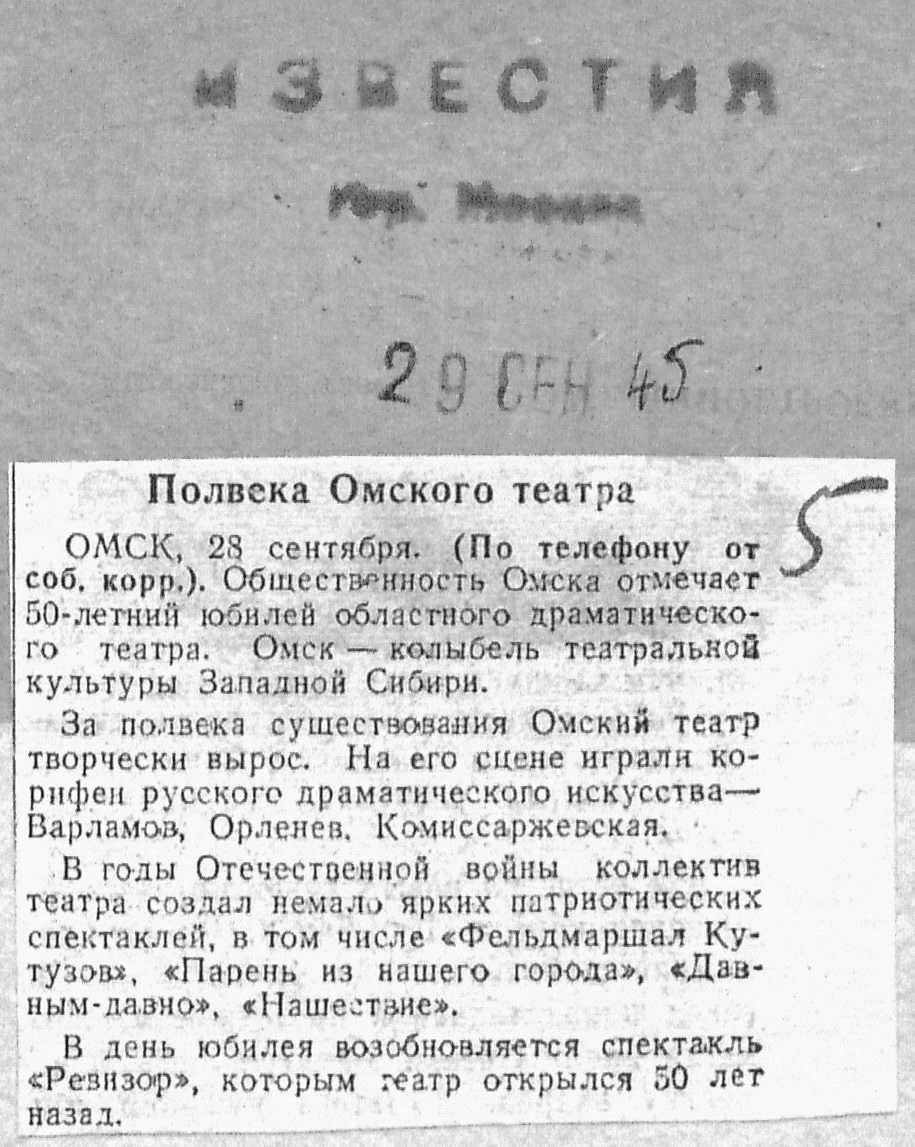 ИЗВЕСТИЯ
гор. Москва
29 СЕН 45
5
Полвека Омского театра
ОМСК, 28 сентября. (По телефону от
соб. корр.). Общественность Омска отмечает
50-летний юбилей областного драматическо-
го театра. Омск — колыбель театральной
культуры Западной Сибири.
За полвека существования Омский театр
творчески вырос. На его сцене играли ко-
рифеи русского драматического искусства—
Варламов, Орленев, Комиссаржевская.
В годы Отечественной войны коллектив
театра создал немало ярких патриотических
спектаклей, в том числе «Фельдмаршал Ку-
тузов», «Парень из нашего города», «Дав-
ным-давно», «Нашествие».
В день юбилея возобновляется спектакль
«Ревизор», которым театр открылся 50 лет
назад.